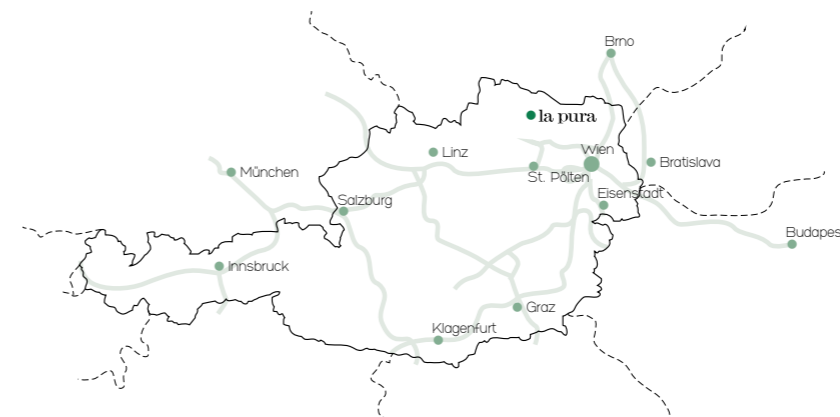 Brno
la pura
Wien
Linz
Bratislava
St. Pölten
München
Eisenstadt
Salzburg
Budapes
Innsbruck
Graz
Klagenfurt